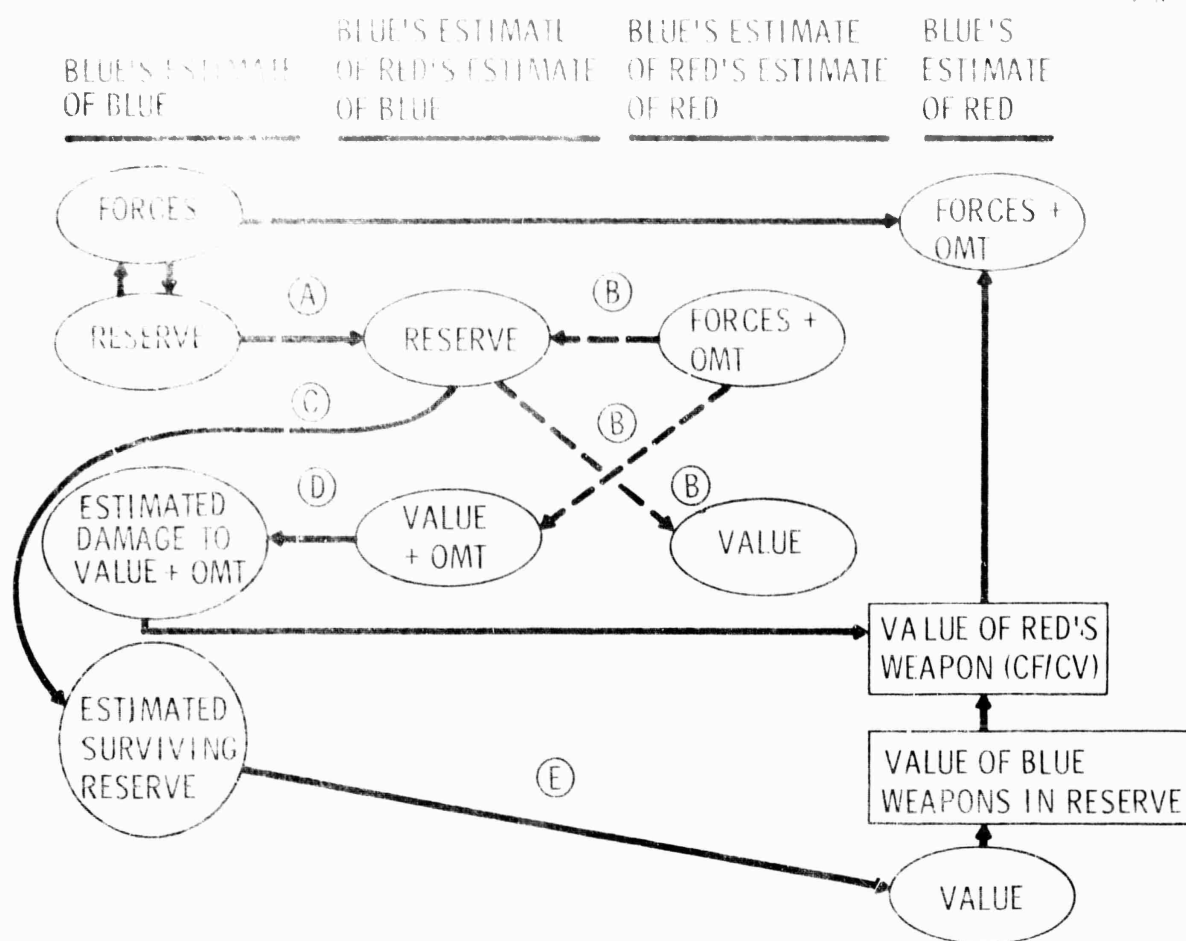 BLUE'S ESTIMATE
OF BLUE
BLUE'S ESTIMATE
OF RED'S ESTIMATE
OF BLUE
BLUE'S ESTIMATE
OF RED'S ESTIMATE
OF RED
BLUE'S
ESTIMATE
OF RED
FORCES
FORCES +
OMT
RESERVE
A
RESERVE
B
FORCES +
OMT
C
B
ESTIMATED
DAMAGE TO
VALUE + OMT
D
VALUE
+ OMT
B
VALUE
VALUE OF RED'S
WEAPON (CF/CV)
ESTIMATED
SURVIVING
RESERVE
E
VALUE OF BLUE
WEAPONS IN RESERVE
VALUE